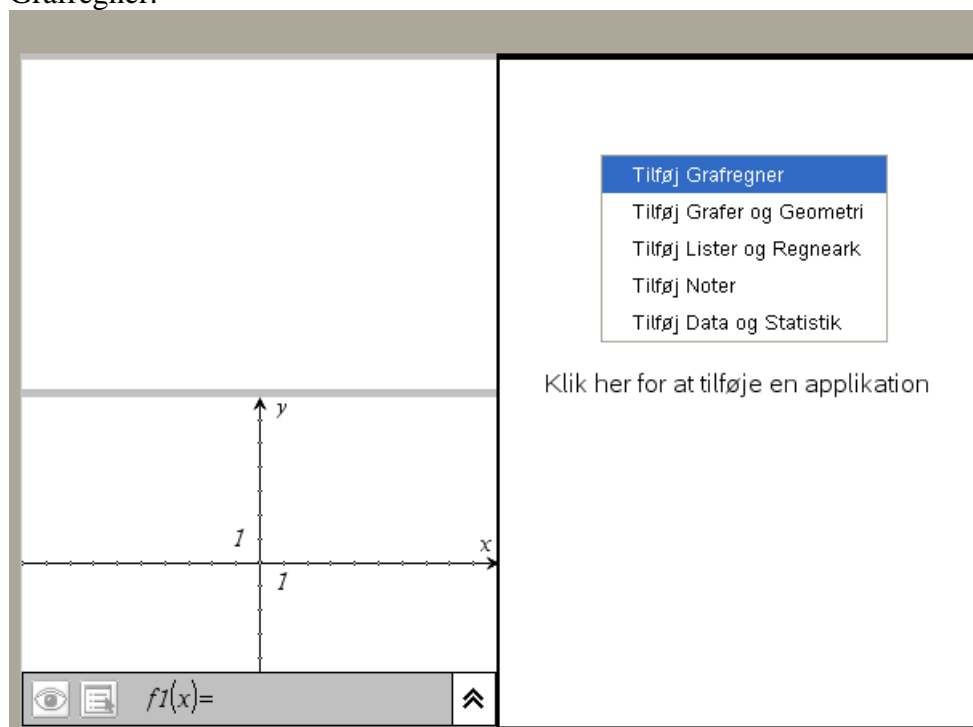 Grafregner.
Tilføj Grafregner
Tilføj Grafer og Geometri
Tilføj Lister og Regneark
Tilføj Noter
Tilføj Data og Statistik
Klik her for at tilføje en applikation
y
1
x
1
f1(x)=